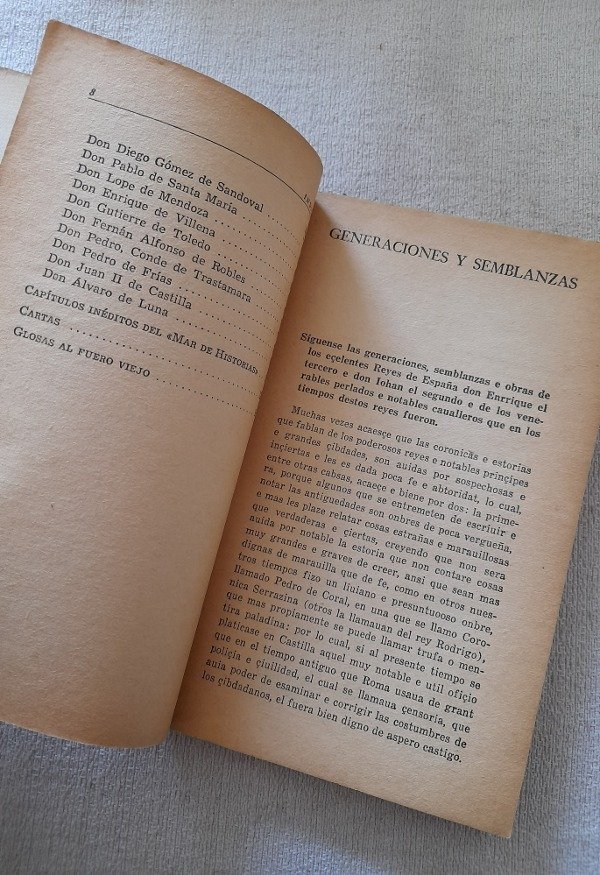 8
Don Diego Gómez de Sandoval
Don Pablo de Santa María
Don Lope de Mendoza
Don Enrique de Villena
Don Gutierre de Toledo
Don Fernán Alfonso de Robles
Don Pedro, Conde de Trastamara
Don Pedro de Frías
Don Juan II de Castilla
Don Álvaro de Luna
CAPÍTULOS INÉDITOS DEL «MAR DE HISTORIAS»
CARTAS
GLOSAS AL FUERO VIEJO
GENERACIONES Y SEMBLANZAS
Síguense las generaciones, semblanzas e obras de
los eçelentes Reyes de España don Enrrique el
tercero e don Iohan el segundo e de los vene-
rables perlados e notables caualleros que en los
tiempos destos reyes fueron.
Muchas vezes acaesçe que las coronicãs e estorias
que fablan de los poderosos reyes e notables prinçipes
e grandes çibdades, son auidas por sospechosas e
inçiertas e les es dada poca fe e abtoridat, lo cual,
entre otras cabsas, acaeçe e biene por dos: la prime-
ra, porque algunos que se entremeten de escriuir e
notar las antiguedades son onbres de poca vergueña,
e mas les plaze relatar cosas estrañas e marauillosas
que verdaderas e çiertas, creyendo que non sera
auida por notable la estoria que non contare cosas
muy grandes e graves de creer, ansi que sean mas
dignas de marauilla que de fe, como en otros nues-
tros tiempos fizo un liuiano e presuntuooso onbre,
llamado Pedro de Coral, en una que se llamo Coro-
nica Serrazina (otros la llamauan del rey Rodrigo),
que mas propiamente se puede llamar trufa o men-
tira paladina: por lo cual, si al presente tiempo se
platicase en Castilla aquel muy notable e util ofiçio
que en el tiempo antiguo que Roma usaua de grant
poliçia e çiuilidad, el cual se llamaua çensoria, que
auia poder de esaminar e corrigir las costumbres de
los çibdadanos, el fuera bien digno de aspero castigo.